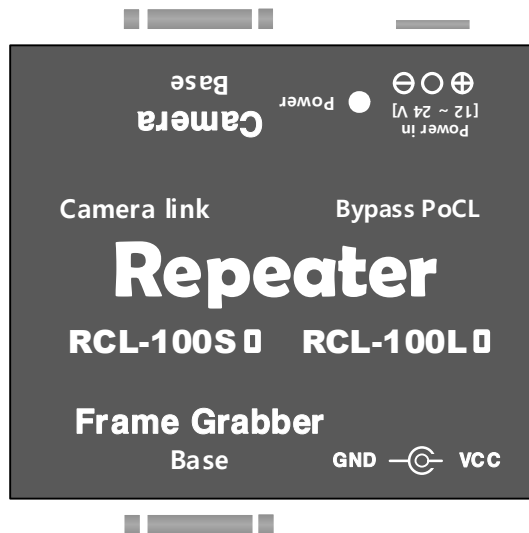 Camera
Base
Power
Power in
[12 ~ 24 V]
Camera link
Bypass PoCL
Repeater
RCL-100S
RCL-100L
Frame Grabber
Base
GND
VCC